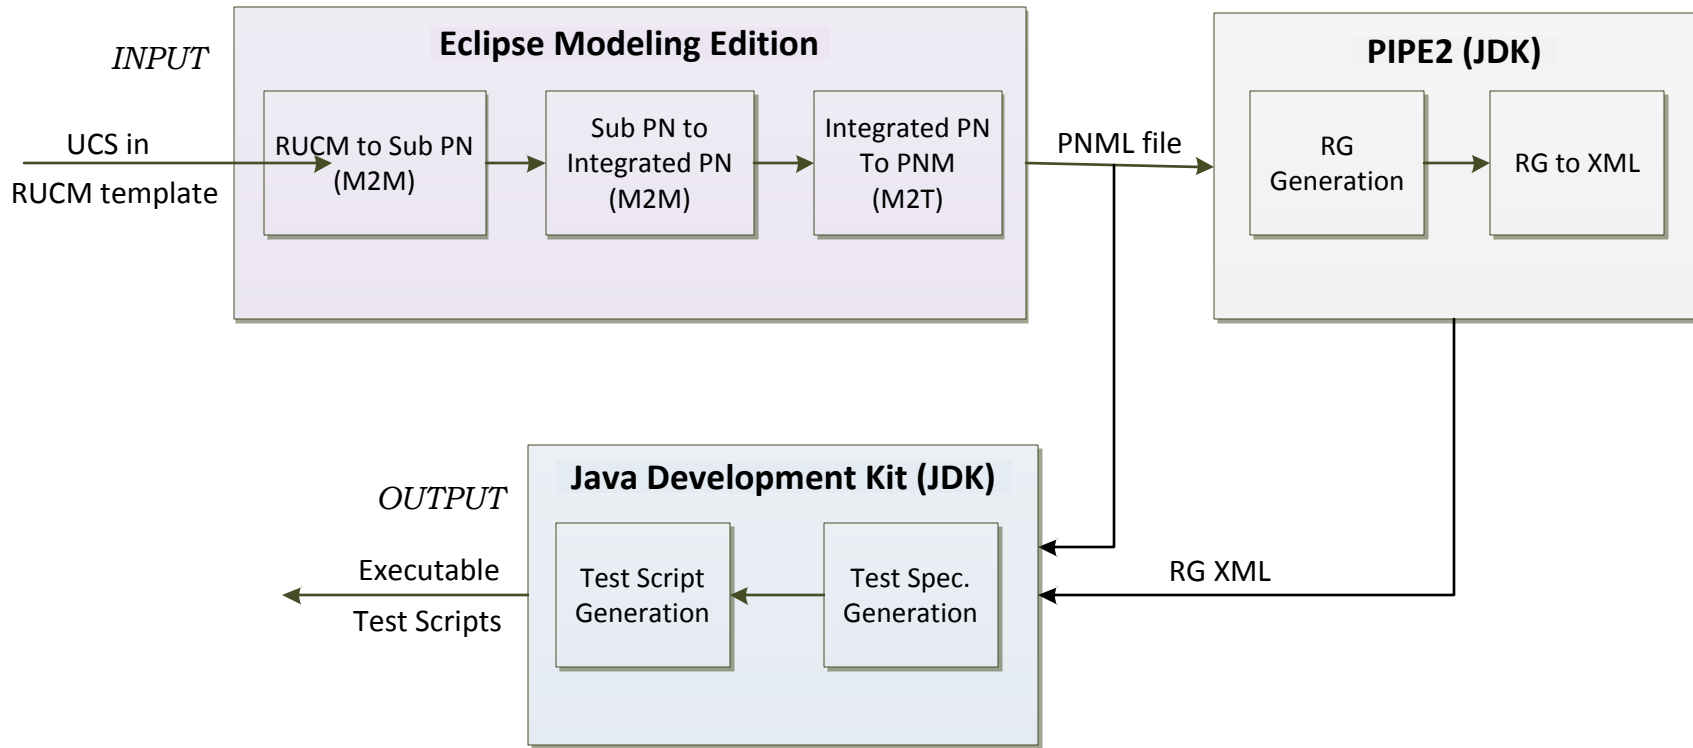 INPUT
UCS in
RUCM template
Eclipse Modeling Edition
RUCM to Sub PN
(M2M)
Sub PN to
Integrated PN
(M2M)
Integrated PN
To PNM
(M2T)
PNML file
PIPE2 (JDK)
RG
Generation
RG to XML
OUTPUT
Executable
Test Scripts
Java Development Kit (JDK)
Test Script
Generation
Test Spec.
Generation
RG XML